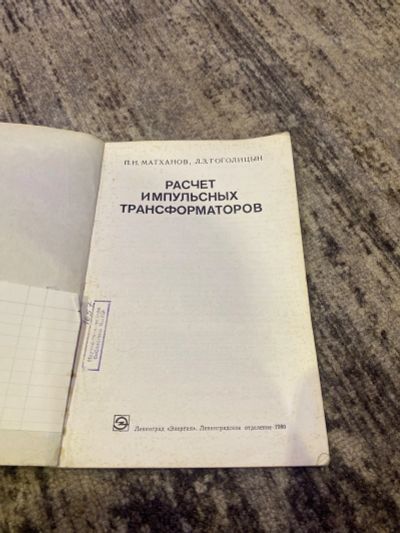 П.Н. МАТХАНОВ, Л.З. ГОГОЛИЦЫН
РАСЧЕТ
ИМПУЛЬСНЫХ
ТРАНСФОРМАТОРОВ
Ленинград «Энергия». Ленинградское отделение 1980